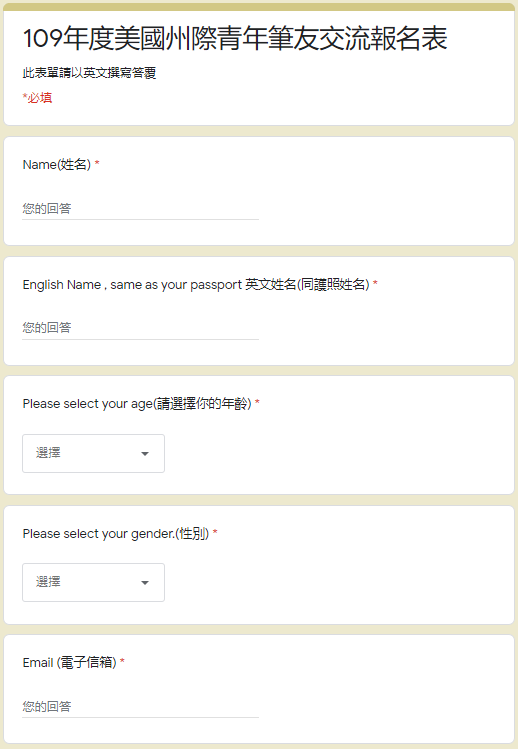 109年度美國州際青年筆友交流報名表
此表單請以英文撰寫答覆
*必填
Name(姓名) *
您的回答
English Name , same as your passport 英文姓名(同護照姓名) *
您的回答
Please select your age(請選擇你的年齡) *
選擇
Please select your gender.(性別) *
選擇
Email (電子信箱) *
您的回答